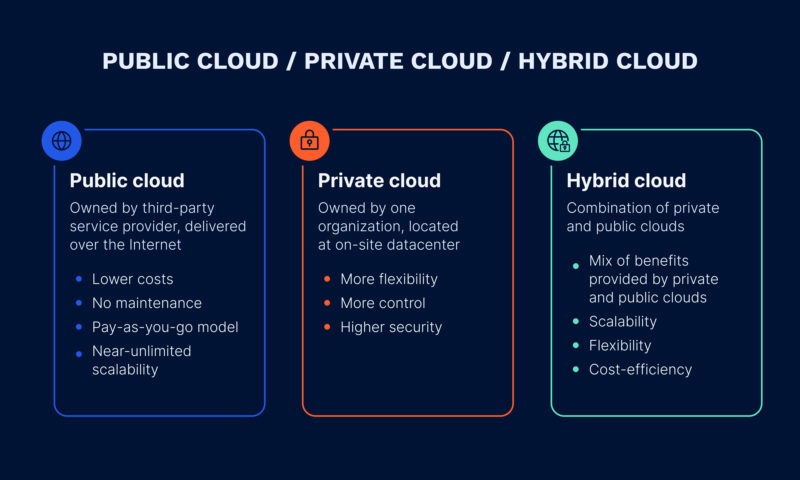 PUBLIC CLOUD / PRIVATE CLOUD / HYBRID CLOUD
Public cloud
Owned by third-party
service provider, delivered
over the Internet
Lower costs
No maintenance
Pay-as-you-go model
Near-unlimited
scalability
Private cloud
Owned by one
organization, located
at on-site datacenter
More flexibility
More control
Higher security
Hybrid cloud
Combination of private
and public clouds
Mix of benefits
provided by private
and public clouds
Scalability
Flexibility
Cost-efficiency